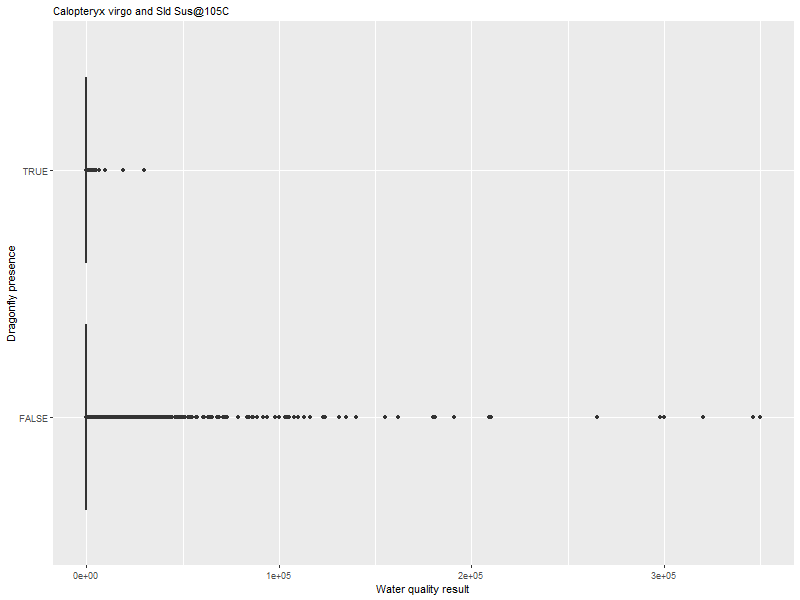 Calopteryx virgo and Sld Sus@105C
TRUE
FALSE
Dragonfly presence
0e+00 1e+05 2e+05 3e+05
Water quality result